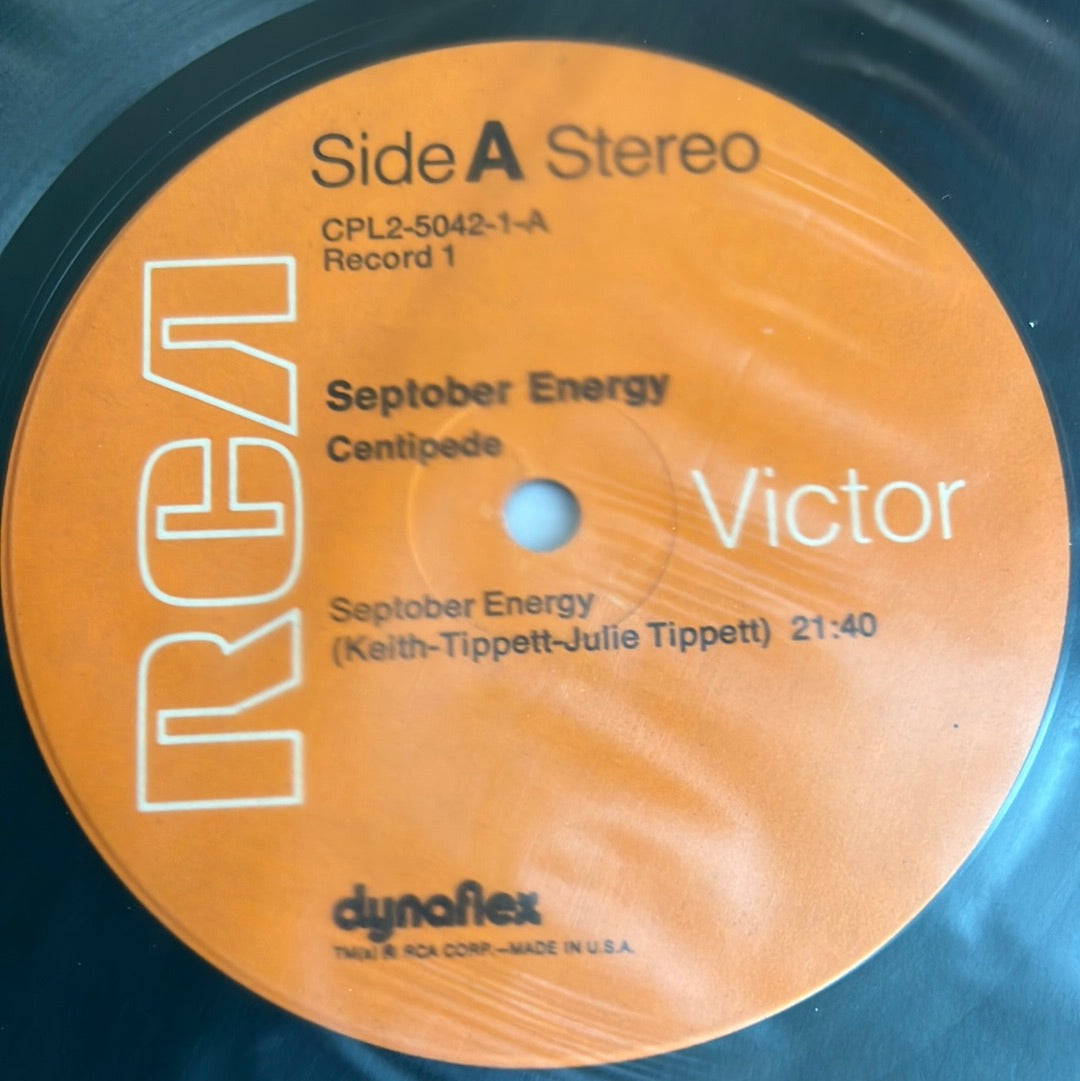 Side A Stereo
CPL2-5042-1-A
Record 1
RCA
Septober Energy
Centipede
Victor
Septober Energy
(Keith-Tippett-Julie Tippett) 21:40
dynaflex
TM(s) ® RCA CORP.—MADE IN U.S.A.